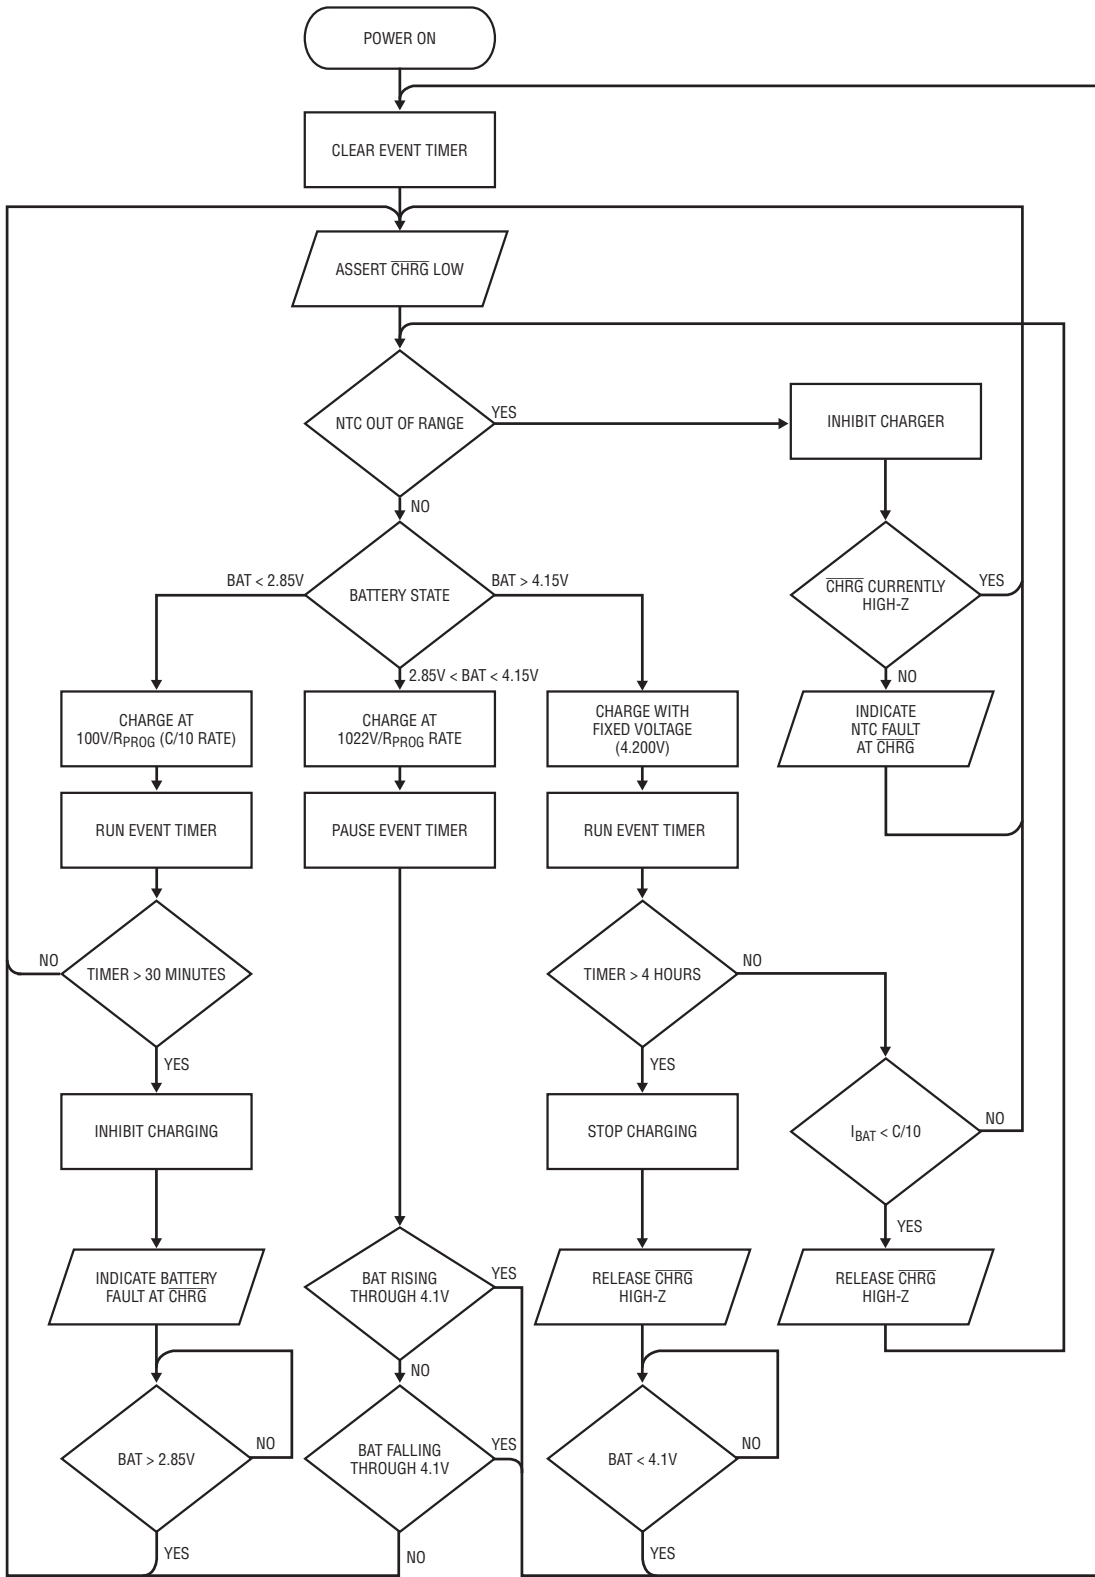 POWER ON
CLEAR EVENT TIMER
ASSERT CHRG LOW
NTC OUT OF RANGE
YES
INHIBIT CHARGER
NO
BATTERY STATE
BAT < 2.85V
BAT > 4.15V
2.85V < BAT < 4.15V
CHRG CURRENTLY
HIGH-Z
YES
NO
CHARGE AT
100V/RPROG (C/10 RATE)
CHARGE AT
1022V/RPROG RATE
CHARGE WITH
FIXED VOLTAGE
(4.200V)
INDICATE
NTC FAULT
AT CHRG
RUN EVENT TIMER
PAUSE EVENT TIMER
RUN EVENT TIMER
NO
TIMER > 30 MINUTES
YES
TIMER > 4 HOURS
NO
YES
INHIBIT CHARGING
STOP CHARGING
IBAT < C/10
NO
YES
INDICATE BATTERY
FAULT AT CHRG
BAT RISING
THROUGH 4.1V
YES
NO
RELEASE CHRG
HIGH-Z
RELEASE CHRG
HIGH-Z
BAT > 2.85V
NO
YES
BAT FALLING
THROUGH 4.1V
YES
NO
BAT < 4.1V
NO
YES